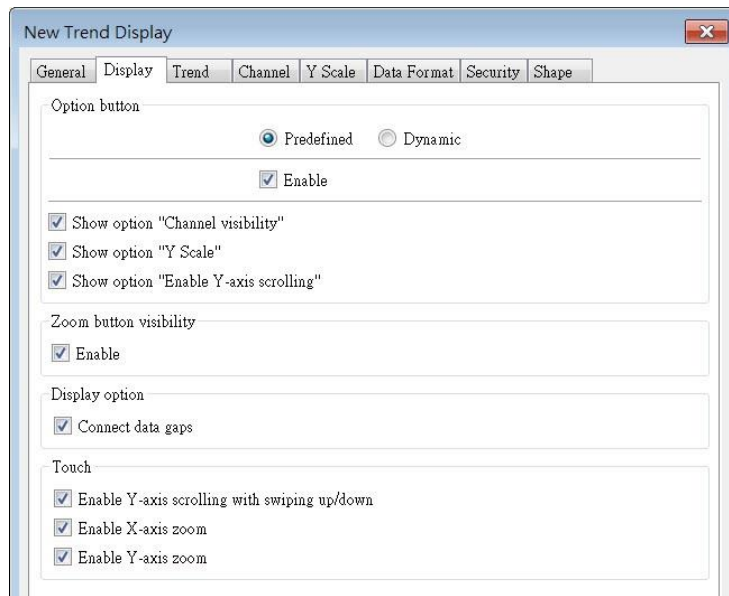 New Trend Display
General Display Trend Channel Y Scale Data Format Security Shape
Option button
Predefined Dynamic
Enable
Show option "Channel visibility"
Show option "Y Scale"
Show option "Enable Y-axis scrolling"
Zoom button visibility
Enable
Display option
Connect data gaps
Touch
Enable Y-axis scrolling with swiping up/down
Enable X-axis zoom
Enable Y-axis zoom